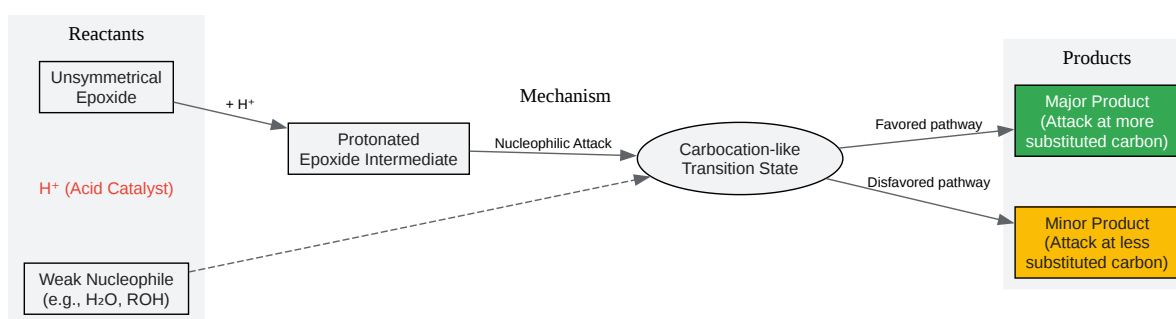 Reactants
Unsymmetrical
Epoxide
+ H⁺
H⁺ (Acid Catalyst)
Weak Nucleophile
(e.g., H₂O, ROH)
Mechanism
Protonated
Epoxide Intermediate
Nucleophilic Attack
Carbocation-like
Transition State
Favored pathway
Disfavored pathway
Products
Major Product
(Attack at more
substituted carbon)
Minor Product
(Attack at less
substituted carbon)